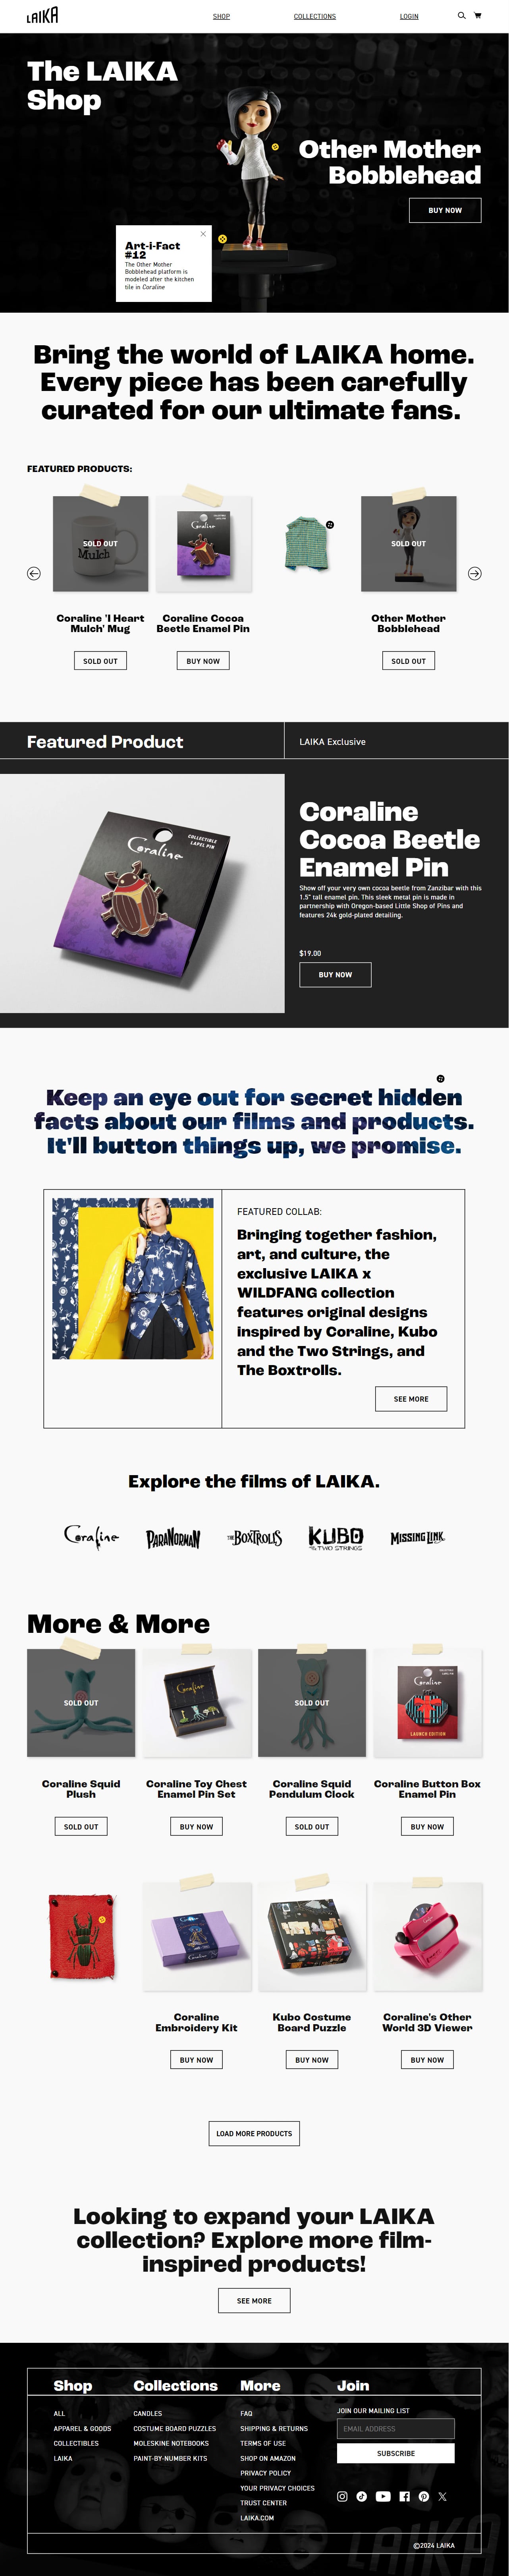 LAIKA
SHOP
COLLECTIONS
LOGIN
The LAIKA
Shop
Other Mother
Bobblehead
BUY NOW
Art-i-Fact
#12
The Other Mother
Bobblehead platform is
modeled after the kitchen
tile in Coraline
Bring the world of LAIKA home.
Every piece has been carefully
curated for our ultimate fans.
FEATURED PRODUCTS:
SOLD OUT
Mulch
Coraline
SOLD OUT
Coraline 'I Heart
Mulch' Mug
Coraline Cocoa
Beetle Enamel Pin
Other Mother
Bobblehead
SOLD OUT
BUY NOW
SOLD OUT
Featured Product
LAIKA Exclusive
Coraline
COLLECTIBLE
LAPEL PIN
Coraline
Cocoa Beetle
Enamel Pin
Show off your very own cocoa beetle from Zanzibar with this
1.5" tall enamel pin. This sleek metal pin is made in
partnership with Oregon-based Little Shop of Pins and
features 24k gold-plated detailing.
$19.00
BUY NOW
Keep an eye out for secret hidden
facts about our films and products.
It'll button things up, we promise.
FEATURED COLLAB:
Bringing together fashion,
art, and culture, the
exclusive LAIKA x
WILDFANG collection
features original designs
inspired by Coraline, Kubo
and the Two Strings, and
The Boxtrolls.
SEE MORE
Explore the films of LAIKA.
Coraline
PARANORMAN
THE BOXTROLLS
KUBO
AND THE TWO STRINGS
MISSING LINK
More & More
SOLD OUT
Coraline
SOLD OUT
Coraline
LAUNCH EDITION
Coraline Squid
Plush
Coraline Toy Chest
Enamel Pin Set
Coraline Squid
Pendulum Clock
Coraline Button Box
Enamel Pin
SOLD OUT
BUY NOW
SOLD OUT
BUY NOW
Coraline
Embroidery Kit
Kubo Costume
Board Puzzle
Coraline's Other
World 3D Viewer
BUY NOW
BUY NOW
BUY NOW
LOAD MORE PRODUCTS
Looking to expand your LAIKA
collection? Explore more film-
inspired products!
SEE MORE
Shop
ALL
APPAREL & GOODS
COLLECTIBLES
LAIKA
Collections
CANDLES
COSTUME BOARD PUZZLES
MOLESKINE NOTEBOOKS
PAINT-BY-NUMBER KITS
More
FAQ
SHIPPING & RETURNS
TERMS OF USE
SHOP ON AMAZON
PRIVACY POLICY
YOUR PRIVACY CHOICES
TRUST CENTER
LAIKA.COM
Join
JOIN OUR MAILING LIST
EMAIL ADDRESS
SUBSCRIBE
©2024 LAIKA
LAIKA